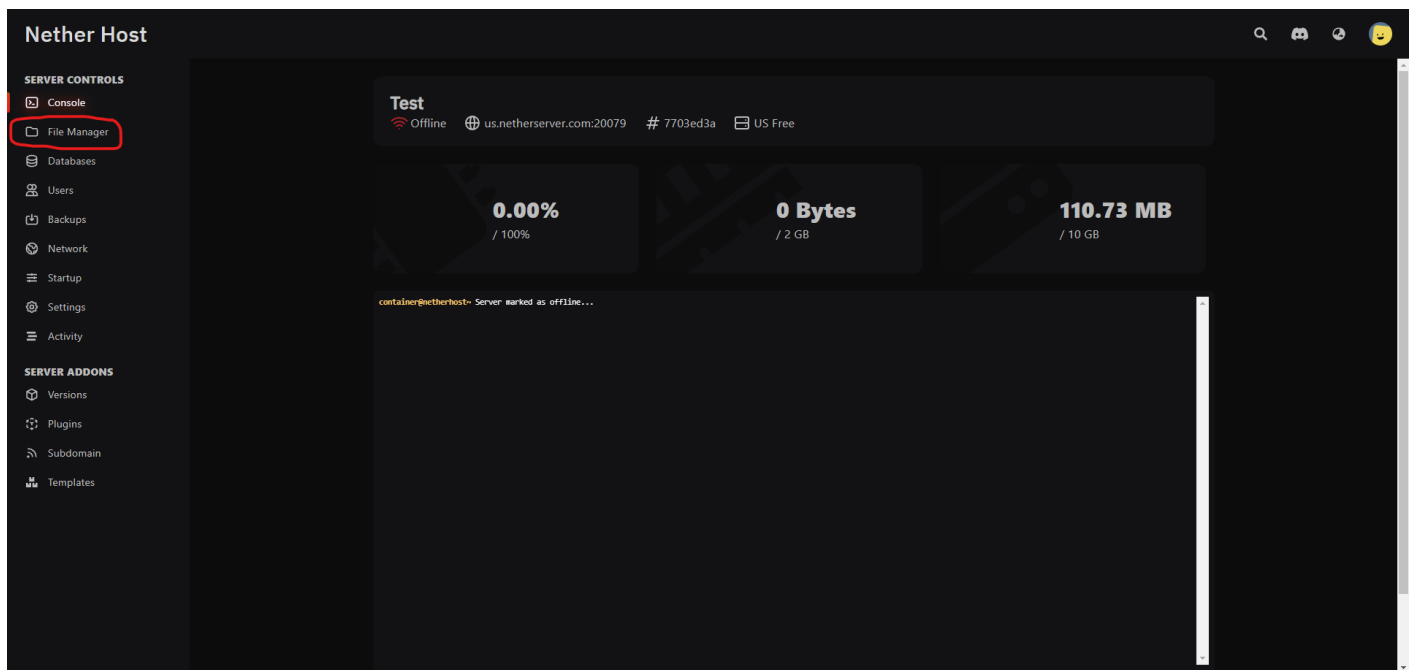 Nether Host
SERVER CONTROLS
Console
File Manager
Databases
Users
Backups
Network
Startup
Settings
Activity
SERVER ADDONS
Versions
Plugins
Subdomain
Templates
Test
Offline us.netherserver.com:20079 # 7703ed3a US Free
0.00%
/ 100%
0 Bytes
/ 2 GB
110.73 MB
/ 10 GB
container@netherhost~ Server marked as offline...